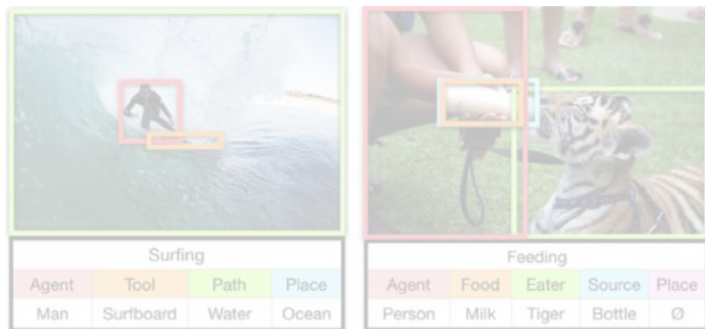 Surfing
Agent Tool Path Place
Man Surfboard Water Ocean
Feeding
Agent Food Eater Source Place
Person Milk Tiger Bottle Ø